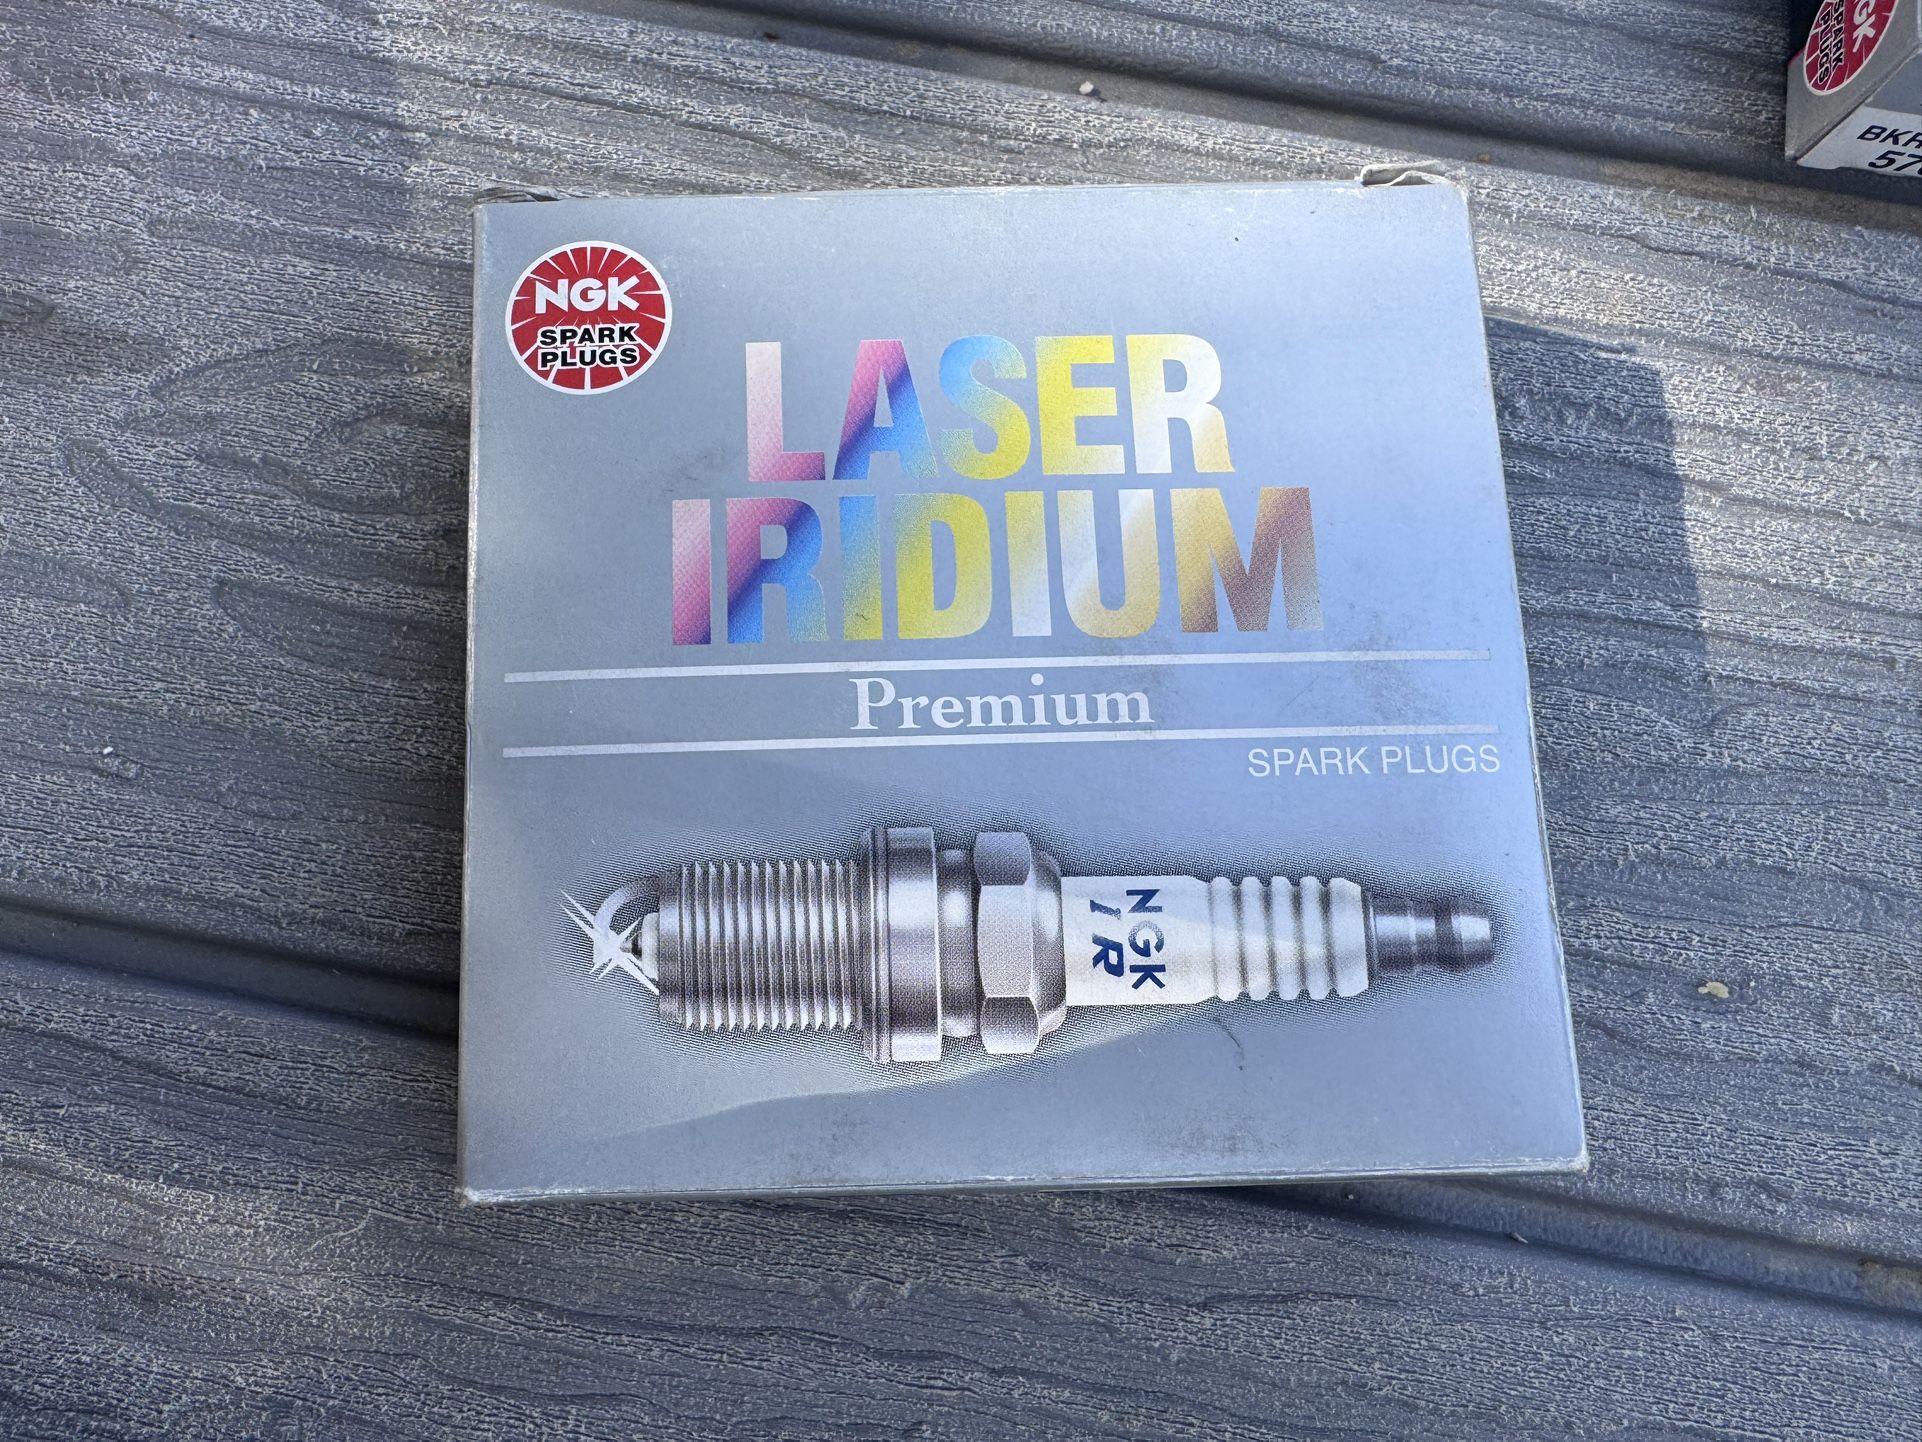 NGK
SPARK
PLUGS
LASER
IRIDIUM
Premium
SPARK PLUGS
NGK
IR
NGK
SPARK
PLUGS